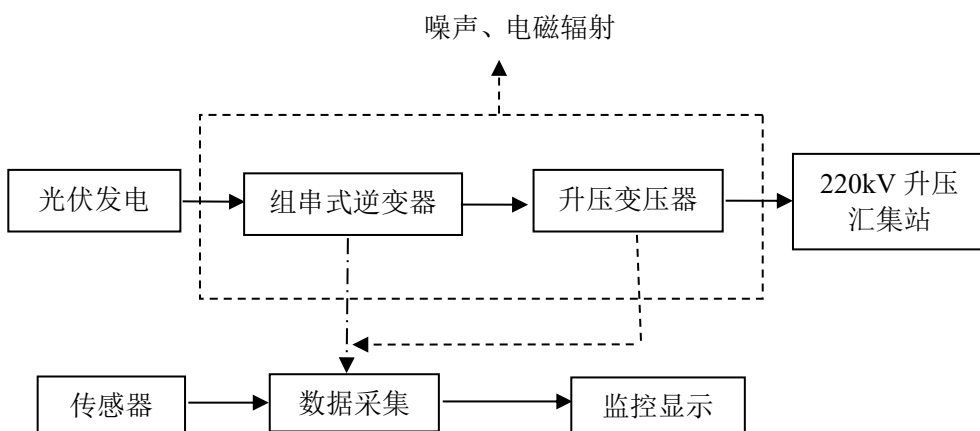 噪声、电磁辐射
光伏发电
组串式逆变器
升压变压器
220kV 升压
汇集站
传感器
数据采集
监控显示